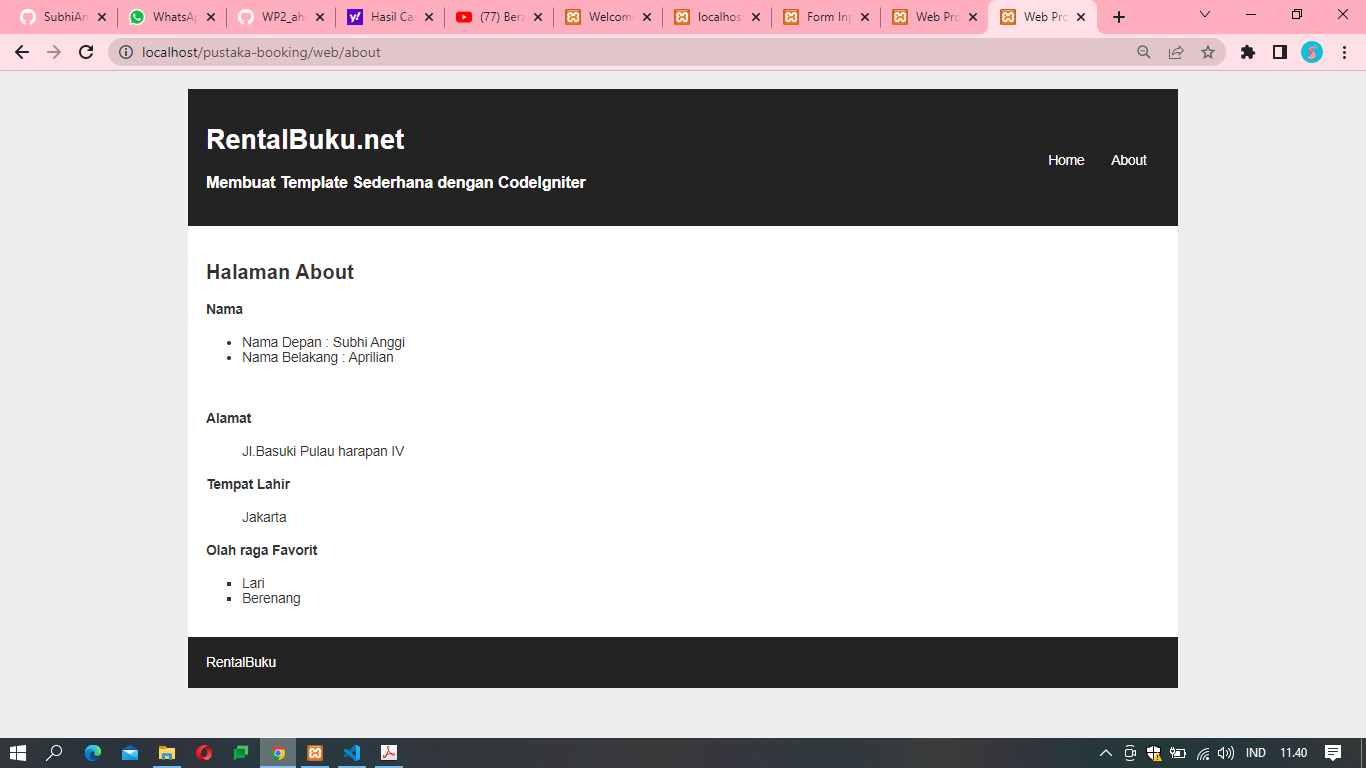 SubhiAn
WhatsAp
WP2_ah
Hasil Ca
(77) Bera
Welcom
localhos
Form Inp
Web Pro
Web Pro
localhost/pustaka-booking/web/about
RentalBuku.net
Membuat Template Sederhana dengan CodeIgniter
Home
About
Halaman About
Nama
Nama Depan : Subhi Anggi
Nama Belakang : Aprilian
Alamat
Jl.Basuki Pulau harapan IV
Tempat Lahir
Jakarta
Olah raga Favorit
Lari
Berenang
RentalBuku
IND
11.40